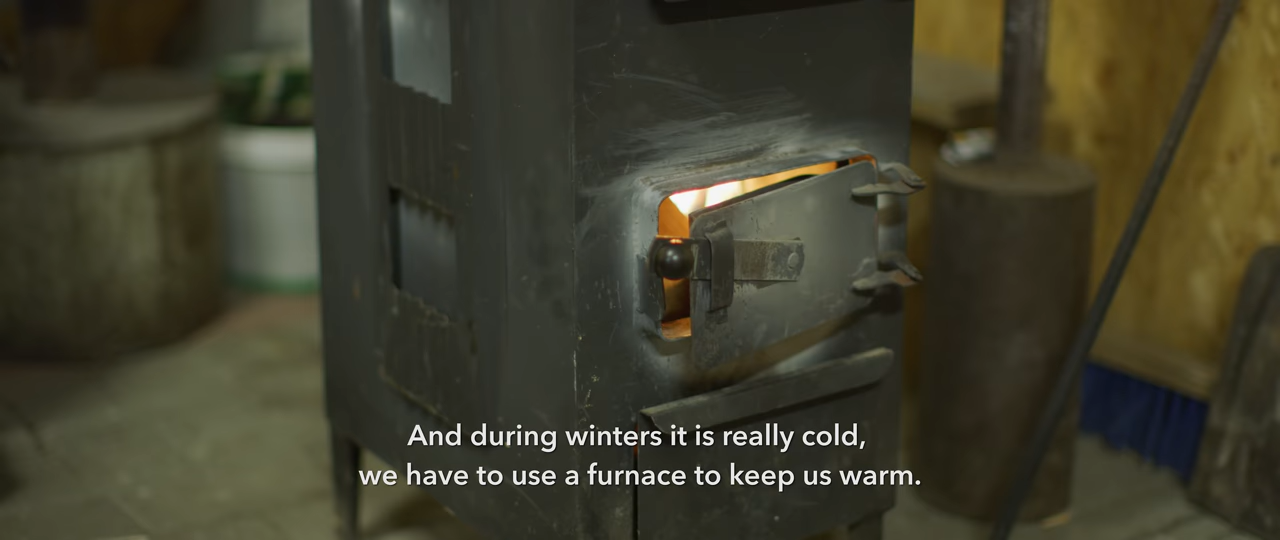 And during winters it is really cold,
we have to use a furnace to keep us warm.